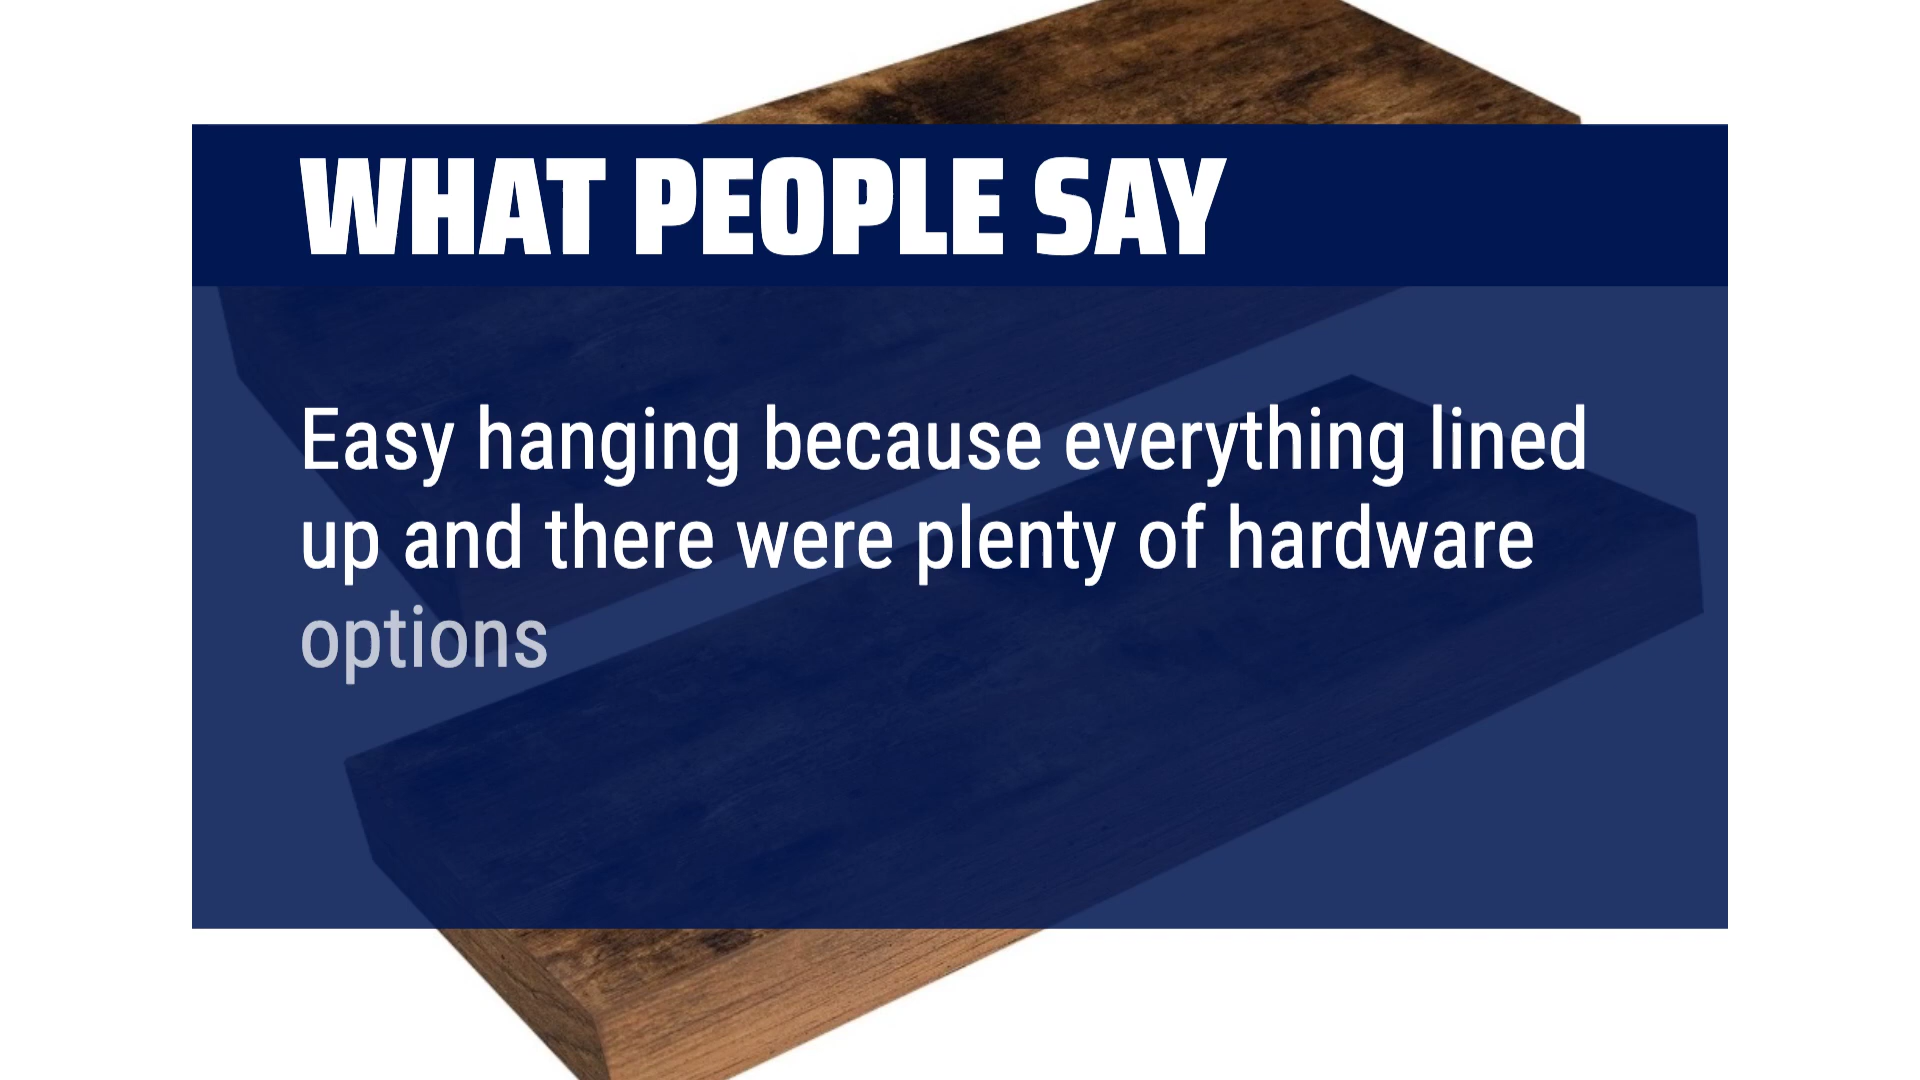 WHAT PEOPLE SAY
Easy hanging because everything lined
up and there were plenty of hardware
options